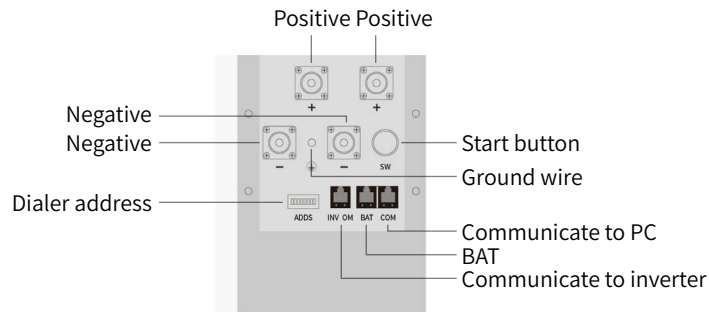 Positive Positive
+ +
Negative
Negative
- -
SW
Start button
Ground wire
Dialer address
ADDS INV OM BAT COM
Communicate to PC
BAT
Communicate to inverter